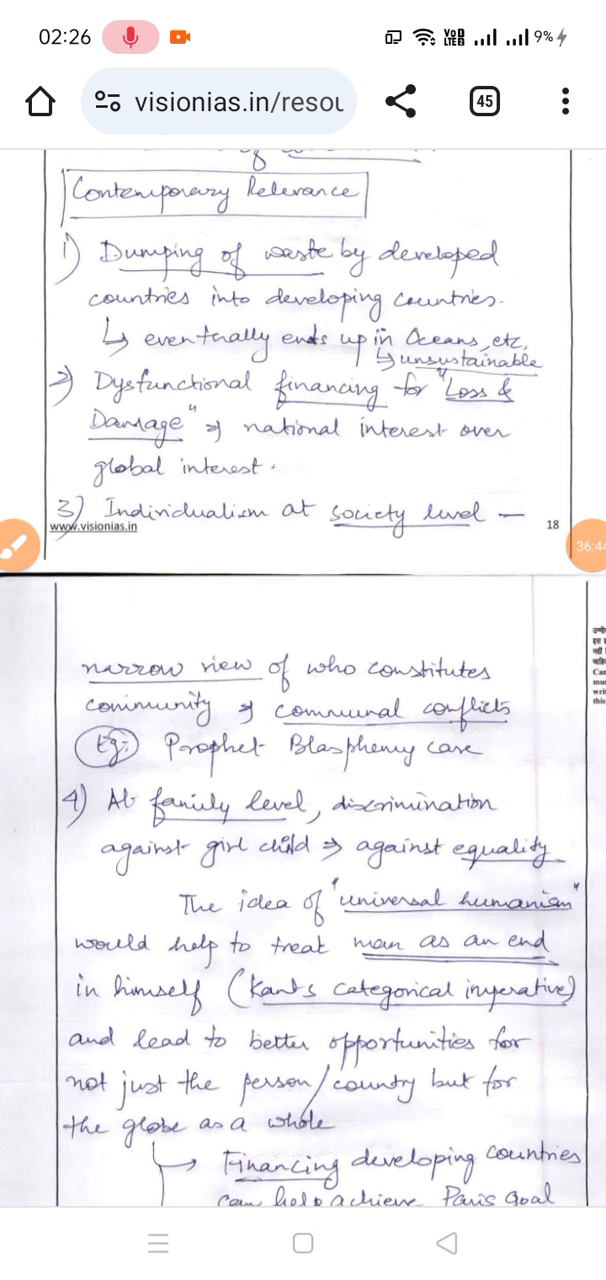 02:26
VoD LTE2
9%
visionias.in/resou
45
Contemporary Relevance
1) Dumping of waste by developed
countries into developing countries.
↳ eventually ends up in Oceans, etc.
↳ unsustainable
2) Dysfunctional financing for "Loss &
Damage" ⇒ national interest over
global interest.
3) Individualism at society level —
www.visionias.in
18
36:4
narrow view of who constitutes
community ⇒ communal conflicts
Eg: Prophet Blasphemy case
4) At family level, discrimination
against girl child ⇒ against equality
The idea of "universal humanism"
would help to treat man as an end
in himself (Kant's categorical imperative)
and lead to better opportunities for
not just the person/country but for
the globe as a whole
→ Financing developing countries
can help achieve Paris Goal